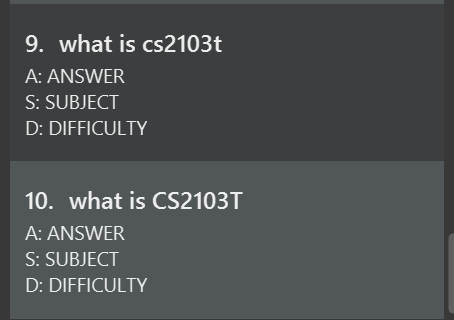 9. what is cs2103t
A: ANSWER
S: SUBJECT
D: DIFFICULTY
10. what is CS2103T
A: ANSWER
S: SUBJECT
D: DIFFICULTY